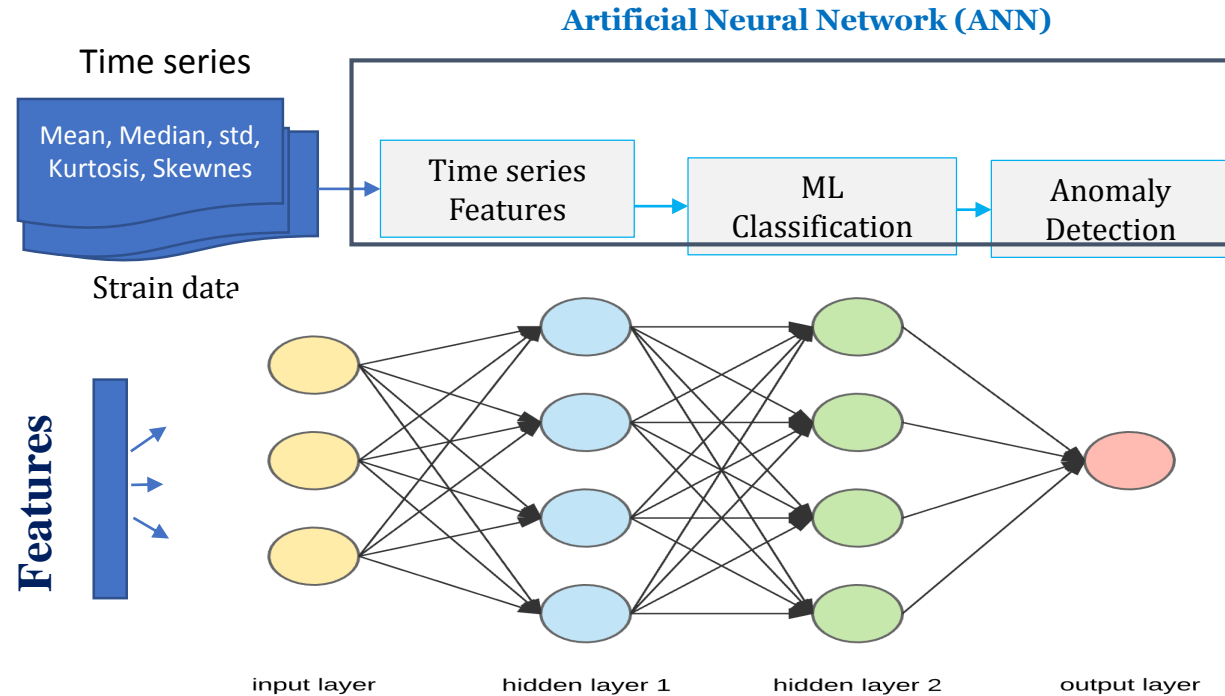 Artificial Neural Network (ANN)
Time series
Mean, Median, std,
Kurtosis, Skewnes
Time series
Features
ML
Classification
Anomaly
Detection
Strain data
Features
input layer
hidden layer 1
hidden layer 2
output layer